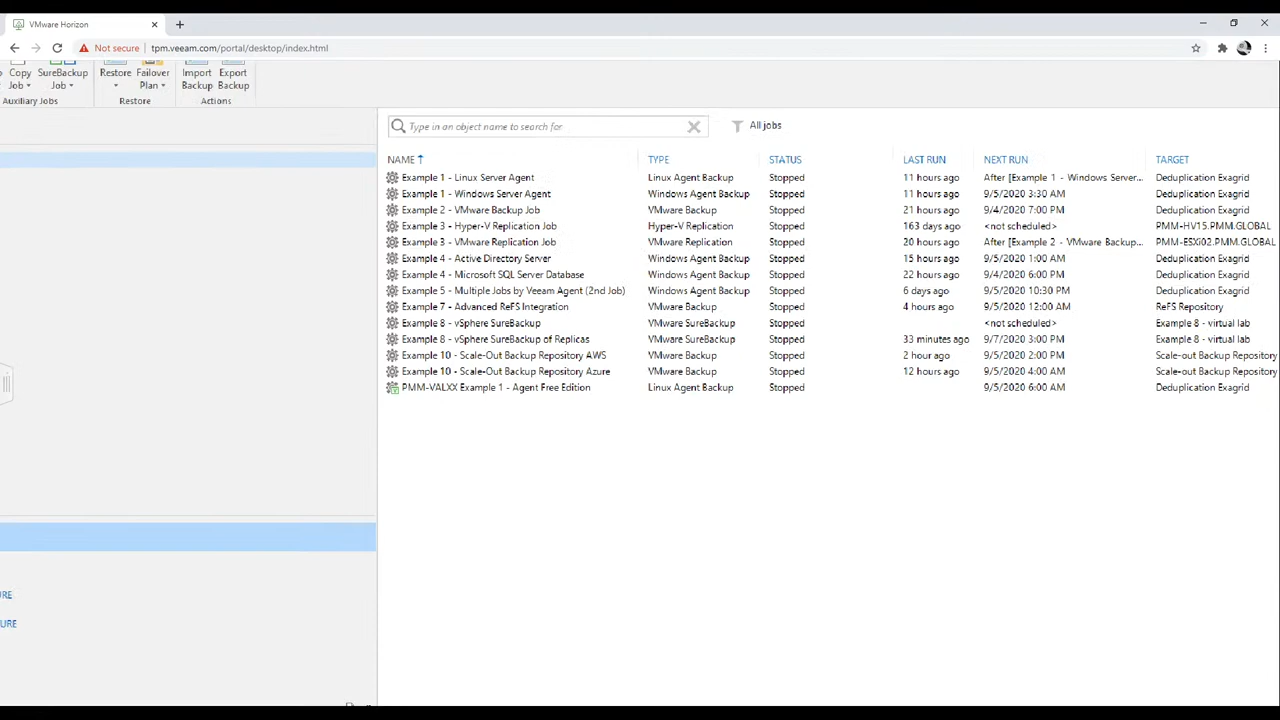 VMware Horizon
Not secure tpm.veeam.com/portal/desktop/index.html
Copy Job SureBackup Job Restore Failover Plan Import Backup Export Backup
Auxiliary Jobs Restore Actions
Type in an object name to search for All jobs
NAME TYPE STATUS LAST RUN NEXT RUN TARGET
Example 1 - Linux Server Agent Linux Agent Backup Stopped 11 hours ago After [Example 1 - Windows Server... Deduplication Exagrid
Example 1 - Windows Server Agent Windows Agent Backup Stopped 11 hours ago 9/5/2020 3:30 AM Deduplication Exagrid
Example 2 - VMware Backup Job VMware Backup Stopped 21 hours ago 9/4/2020 7:00 PM Deduplication Exagrid
Example 3 - Hyper-V Replication Job Hyper-V Replication Stopped 163 days ago <not scheduled> PMM-HV15.PMM.GLOBAL
Example 3 - VMware Replication Job VMware Replication Stopped 20 hours ago After [Example 2 - VMware Backup... PMM-ESXi02.PMM.GLOBAL
Example 4 - Active Directory Server Windows Agent Backup Stopped 15 hours ago 9/5/2020 1:00 AM Deduplication Exagrid
Example 4 - Microsoft SQL Server Database Windows Agent Backup Stopped 22 hours ago 9/4/2020 6:00 PM Deduplication Exagrid
Example 5 - Multiple Jobs by Veeam Agent (2nd Job) Windows Agent Backup Stopped 6 days ago 9/5/2020 10:30 PM Deduplication Exagrid
Example 7 - Advanced ReFS Integration VMware Backup Stopped 4 hours ago 9/5/2020 12:00 AM ReFS Repository
Example 8 - vSphere SureBackup VMware SureBackup Stopped <not scheduled> Example 8 - virtual lab
Example 8 - vSphere SureBackup of Replicas VMware SureBackup Stopped 33 minutes ago 9/7/2020 3:00 PM Example 8 - virtual lab
Example 10 - Scale-Out Backup Repository AWS VMware Backup Stopped 2 hour ago 9/5/2020 2:00 PM Scale-out Backup Repository
Example 10 - Scale-Out Backup Repository Azure VMware Backup Stopped 12 hours ago 9/5/2020 4:00 AM Scale-out Backup Repository
PMM-VALXX Example 1 - Agent Free Edition Linux Agent Backup Stopped 9/5/2020 6:00 AM Deduplication Exagrid
URE
URE